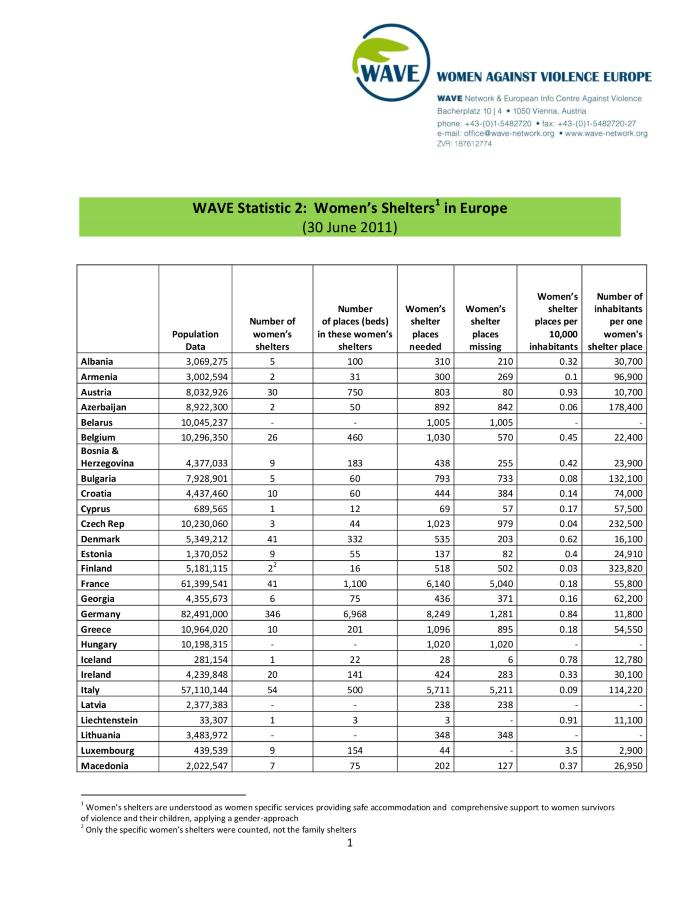 WAVE
WOMEN AGAINST VIOLENCE EUROPE
WAVE Network & European Info Centre Against Violence
Bacherplatz 10 | 4 • 1050 Vienna, Austria
phone: +43-(0)1-5482720 • fax: +43-(0)1-5482720-27
e-mail: office@wave-network.org • www.wave-network.org
ZVR: 187612774
WAVE Statistic 2: Women’s Shelters1 in Europe
(30 June 2011)
Population Data | Number of women’s shelters | Number of places (beds) in these women’s shelters | Women’s shelter places needed | Women’s shelter places missing | Women’s shelter places per 10,000 inhabitants | Number of inhabitants per one women's shelter place
Albania 3,069,275 5 100 310 210 0.32 30,700
Armenia 3,002,594 2 31 300 269 0.1 96,900
Austria 8,032,926 30 750 803 80 0.93 10,700
Azerbaijan 8,922,300 2 50 892 842 0.06 178,400
Belarus 10,045,237 - - 1,005 1,005 - -
Belgium 10,296,350 26 460 1,030 570 0.45 22,400
Bosnia &
Herzegovina 4,377,033 9 183 438 255 0.42 23,900
Bulgaria 7,928,901 5 60 793 733 0.08 132,100
Croatia 4,437,460 10 60 444 384 0.14 74,000
Cyprus 689,565 1 12 69 57 0.17 57,500
Czech Rep 10,230,060 3 44 1,023 979 0.04 232,500
Denmark 5,349,212 41 332 535 203 0.62 16,100
Estonia 1,370,052 9 55 137 82 0.4 24,910
Finland 5,181,115 22 16 518 502 0.03 323,820
France 61,399,541 41 1,100 6,140 5,040 0.18 55,800
Georgia 4,355,673 6 75 436 371 0.16 62,200
Germany 82,491,000 346 6,968 8,249 1,281 0.84 11,800
Greece 10,964,020 10 201 1,096 895 0.18 54,550
Hungary 10,198,315 - - 1,020 1,020 - -
Iceland 281,154 1 22 28 6 0.78 12,780
Ireland 4,239,848 20 141 424 283 0.33 30,100
Italy 57,110,144 54 500 5,711 5,211 0.09 114,220
Latvia 2,377,383 - - 238 238 - -
Liechtenstein 33,307 1 3 3 - 0.91 11,100
Lithuania 3,483,972 - - 348 348 - -
Luxembourg 439,539 9 154 44 - 3.5 2,900
Macedonia 2,022,547 7 75 202 127 0.37 26,950
1 Women’s shelters are understood as women specific services providing safe accommodation and comprehensive support to women survivors
of violence and their children, applying a gender-approach
2 Only the specific women’s shelters were counted, not the family shelters
1